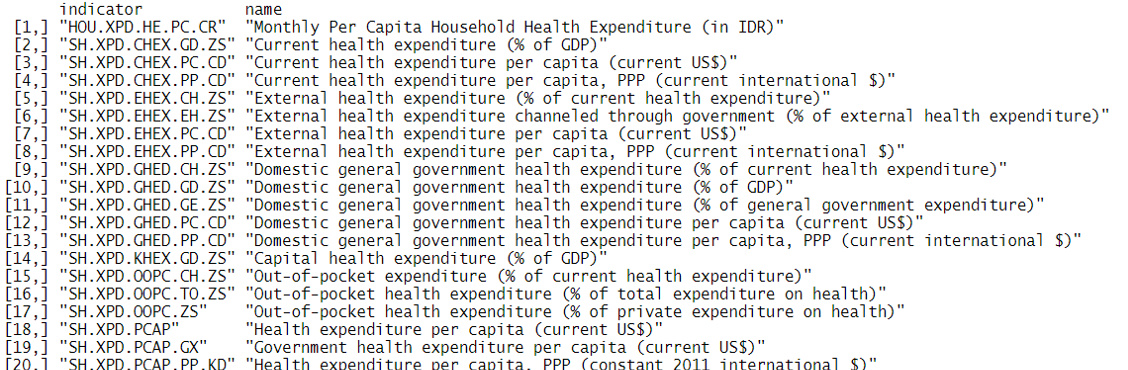 indicator name
[1,] "HOU.XPD.HE.PC.CR" "Monthly Per Capita Household Health Expenditure (in IDR)"
[2,] "SH.XPD.CHEX.GD.ZS" "Current health expenditure (% of GDP)"
[3,] "SH.XPD.CHEX.PC.CD" "Current health expenditure per capita (current US$)"
[4,] "SH.XPD.CHEX.PP.CD" "Current health expenditure per capita, PPP (current international $)"
[5,] "SH.XPD.EHEX.CH.ZS" "External health expenditure (% of current health expenditure)"
[6,] "SH.XPD.EHEX.EH.ZS" "External health expenditure channeled through government (% of external health expenditure)"
[7,] "SH.XPD.EHEX.PC.CD" "External health expenditure per capita (current US$)"
[8,] "SH.XPD.EHEX.PP.CD" "External health expenditure per capita, PPP (current international $)"
[9,] "SH.XPD.GHED.CH.ZS" "Domestic general government health expenditure (% of current health expenditure)"
[10,] "SH.XPD.GHED.GD.ZS" "Domestic general government health expenditure (% of GDP)"
[11,] "SH.XPD.GHED.GE.ZS" "Domestic general government health expenditure (% of general government expenditure)"
[12,] "SH.XPD.GHED.PC.CD" "Domestic general government health expenditure per capita (current US$)"
[13,] "SH.XPD.GHED.PP.CD" "Domestic general government health expenditure per capita, PPP (current international $)"
[14,] "SH.XPD.KHEX.GD.ZS" "Capital health expenditure (% of GDP)"
[15,] "SH.XPD.OOPC.CH.ZS" "Out-of-pocket expenditure (% of current health expenditure)"
[16,] "SH.XPD.OOPC.TO.ZS" "Out-of-pocket health expenditure (% of total expenditure on health)"
[17,] "SH.XPD.OOPC.ZS" "Out-of-pocket health expenditure (% of private expenditure on health)"
[18,] "SH.XPD.PCAP" "Health expenditure per capita (current US$)"
[19,] "SH.XPD.PCAP.GX" "Government health expenditure per capita (current US$)"
[20,] "SH.XPD.PCAP.PP.KD" "Health expenditure per capita, PPP (constant 2011 international $)"